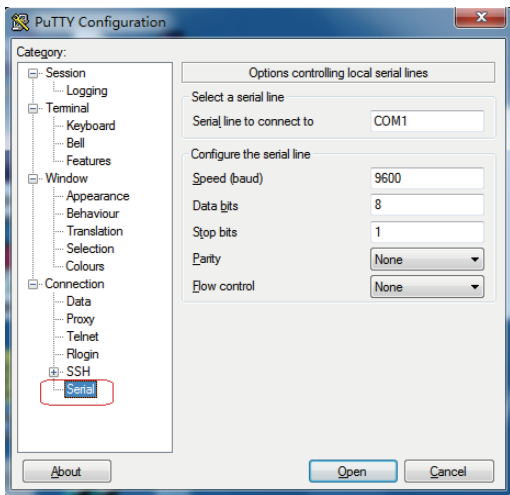 PuTTY Configuration
Category:
Session
Logging
Terminal
Keyboard
Bell
Features
Window
Appearance
Behaviour
Translation
Selection
Colours
Connection
Data
Proxy
Telnet
Rlogin
SSH
Serial
Options controlling local serial lines
Select a serial line
Serial line to connect to COM1
Configure the serial line
Speed (baud) 9600
Data bits 8
Stop bits 1
Parity None
Flow control None
About
Open
Cancel